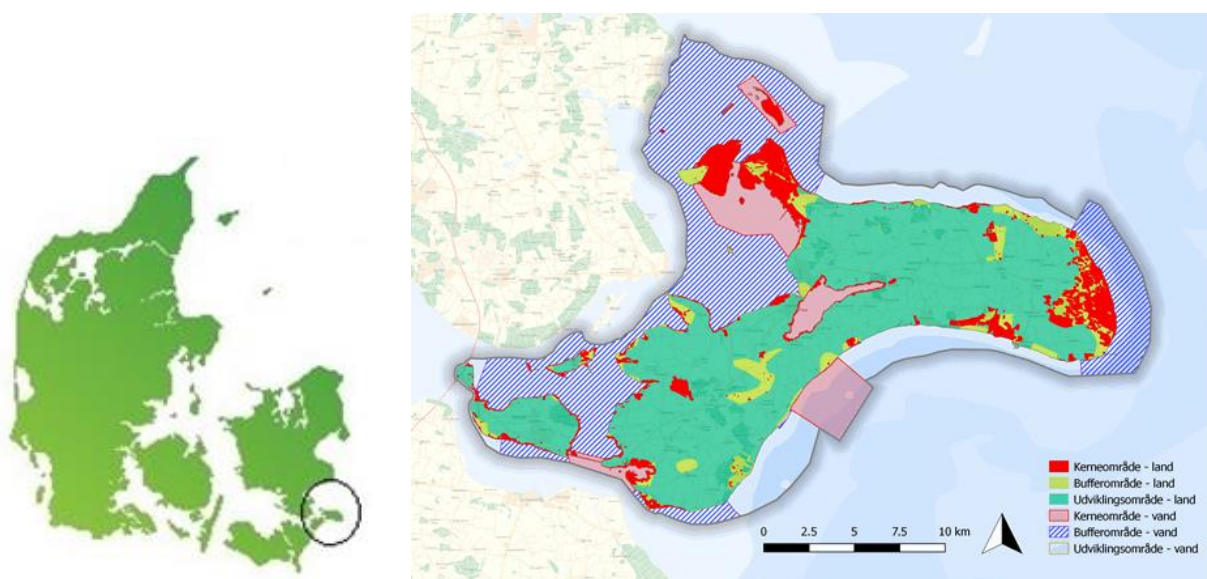 Kerneområde - land
Bufferområde - land
Udviklingsområde - land
Kerneområde - vand
Bufferområde - vand
Udviklingsområde - vand
0 2.5 5 7.5 10 km